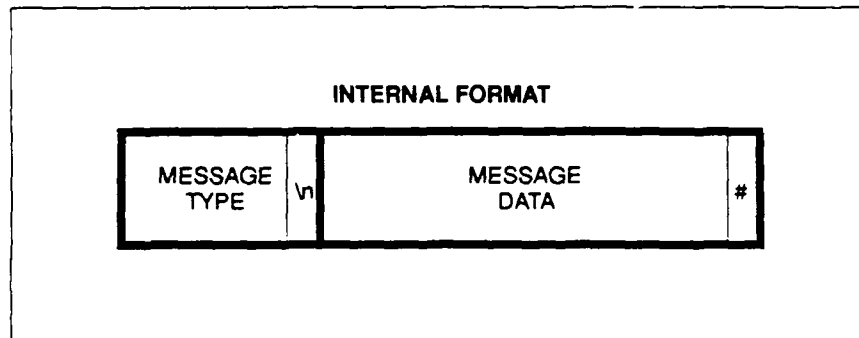 INTERNAL FORMAT
MESSAGE
TYPE
\n
MESSAGE
DATA
#